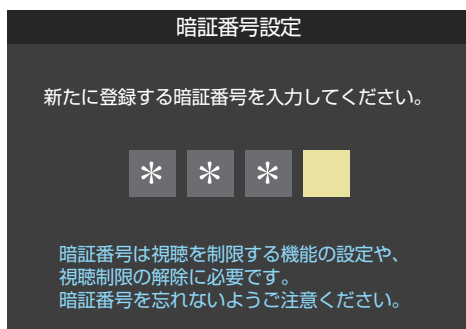 暗証番号設定
新たに登録する暗証番号を入力してください。
* * *
暗証番号は視聴を制限する機能の設定や、
視聴制限の解除に必要です。
暗証番号を忘れないようご注意ください。